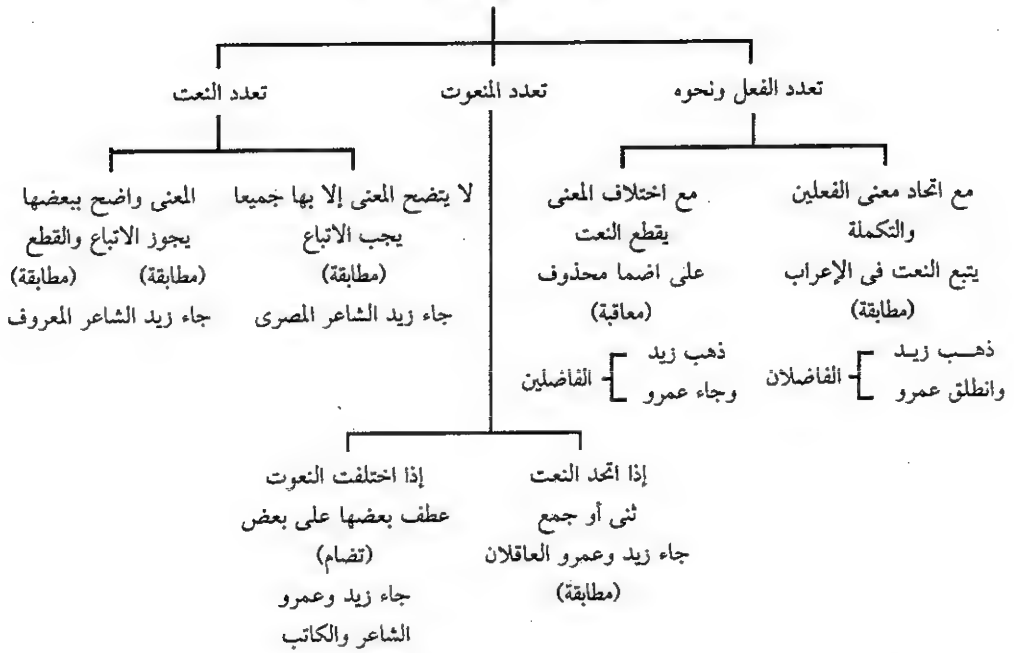 تعدد الفعل ونحوه
تعدد المنعوت
تعدد النعت
مع اتحاد معنى الفعلين
والتكملة
يتبع النعت فى الإعراب
(مطابقة)
ذهب زيد
وانطلق عمرو
الفاضلان
مع اختلاف المعنى
يقطع النعت
على اضما محذوف
(معاقبة)
ذهب زيد
وجاء عمرو
الفاضلين
إذا اتحد النعت
ثنى أو جمع
جاء زيد وعمرو العاقلان
(مطابقة)
إذا اختلفت النعوت
عطف بعضها على بعض
(تضام)
جاء زيد وعمرو
الشاعر والكاتب
لا يتضح المعنى إلا بها جميعا
يجب الاتباع
(مطابقة)
جاء زيد الشاعر المصرى
المعنى واضح ببعضها
يجوز الاتباع والقطع
(مطابقة) (مطابقة)
جاء زيد الشاعر المعروف